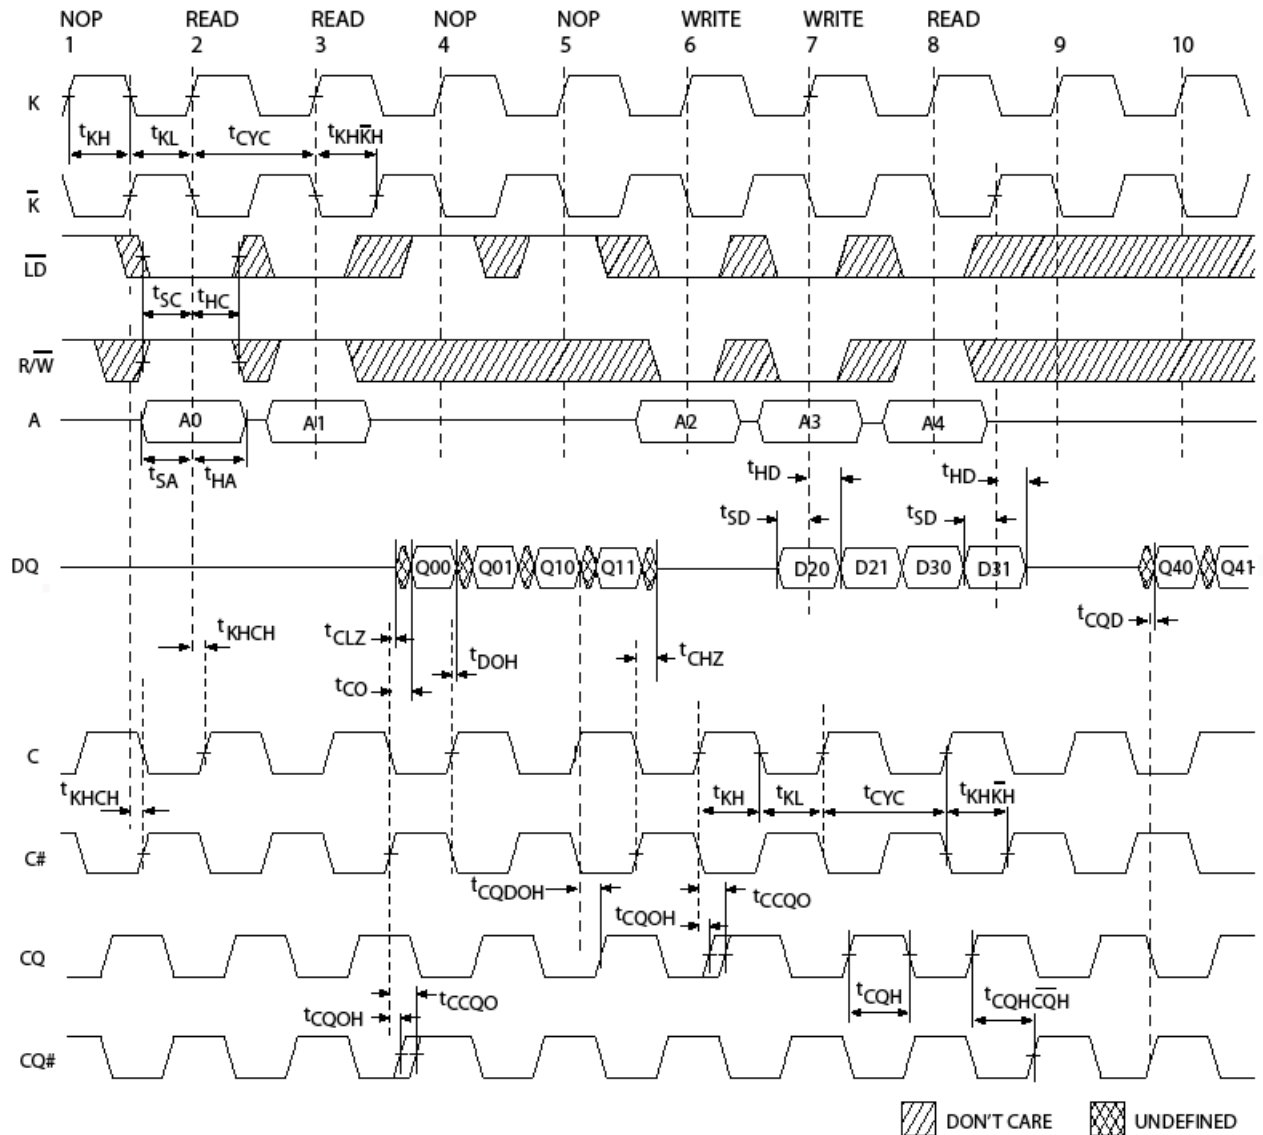 NOP READ READ NOP NOP WRITE WRITE READ
1 2 3 4 5 6 7 8 9 10
K
tKH tKL tCYC tKHK̅H
K̅
L̅D̅
tSC tHC
R/W̅
A A0 A1 A2 A3 A4
tSA tHA tHD tHD
tSD tSD
DQ Q00 Q01 Q10 Q11 D20 D21 D30 D31 Q40 Q41
tKHCH tCLZ tDOH tCHZ tCQD
tCO
C
tKHCH tKH tKL tCYC tKHK̅H
C#
tCQDOH tCQOH tCCQO
CQ
tCQOH tCCQO tCQH tCQHC̅Q̅H
CQ#
DON'T CARE UNDEFINED